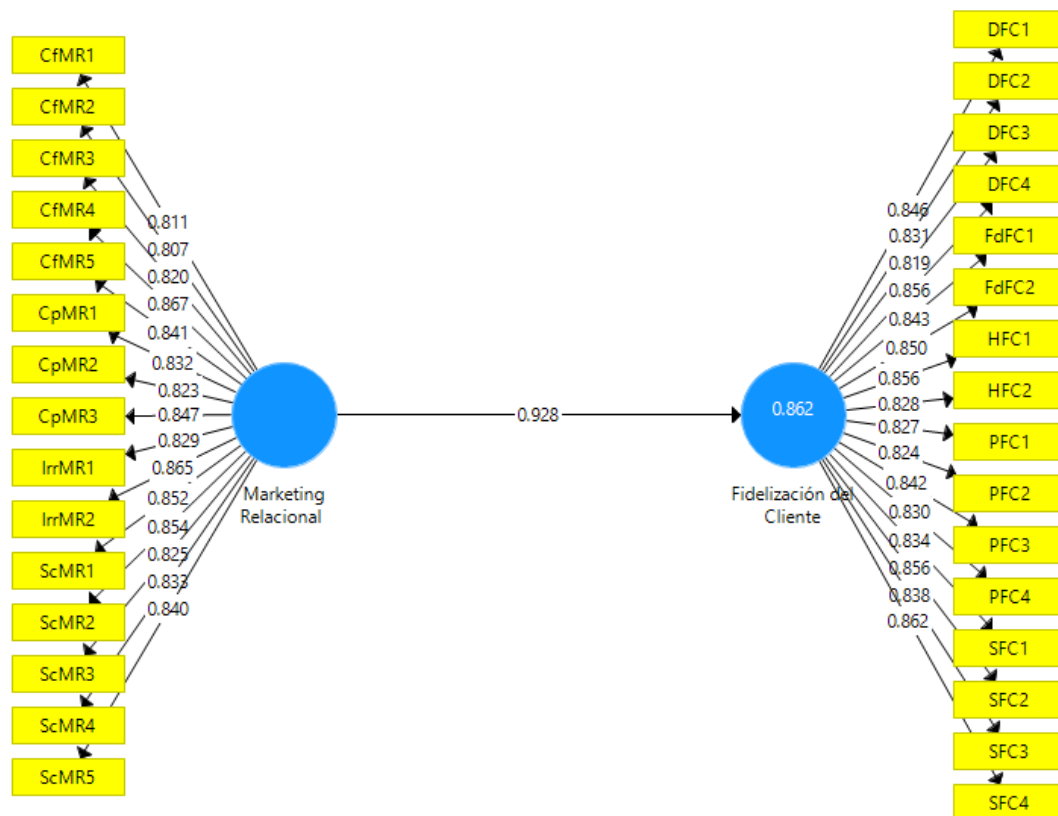 CfMR1
CfMR2
CfMR3
CfMR4
CfMR5
CpMR1
CpMR2
CpMR3
IrrMR1
IrrMR2
ScMR1
ScMR2
ScMR3
ScMR4
ScMR5
0.811
0.807
0.820
0.867
0.841
0.832
0.823
0.847
0.829
0.865
0.852
0.854
0.825
0.833
0.840
Marketing
Relacional
0.928
0.862
Fidelización del
Cliente
0.846
0.831
0.819
0.856
0.843
0.850
0.856
0.828
0.827
0.824
0.842
0.830
0.834
0.856
0.838
0.862
DFC1
DFC2
DFC3
DFC4
FdFC1
FdFC2
HFC1
HFC2
PFC1
PFC2
PFC3
PFC4
SFC1
SFC2
SFC3
SFC4